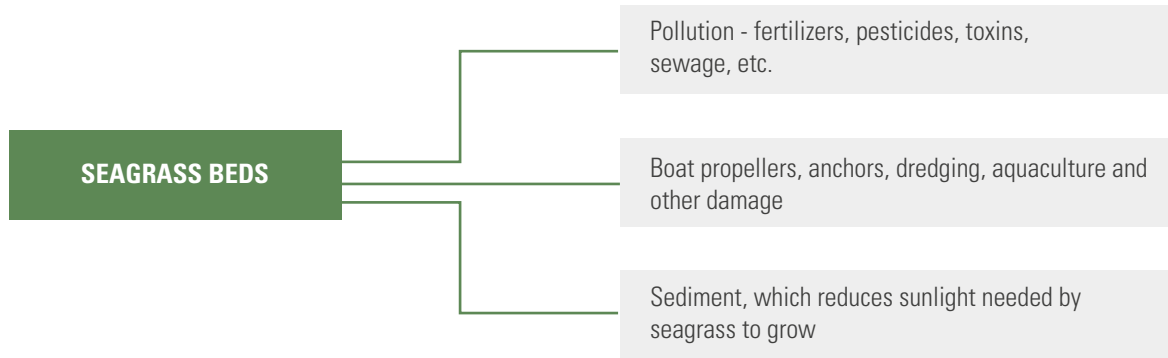 Pollution - fertilizers, pesticides, toxins,
sewage, etc.
SEAGRASS BEDS
Boat propellers, anchors, dredging, aquaculture and
other damage
Sediment, which reduces sunlight needed by
seagrass to grow